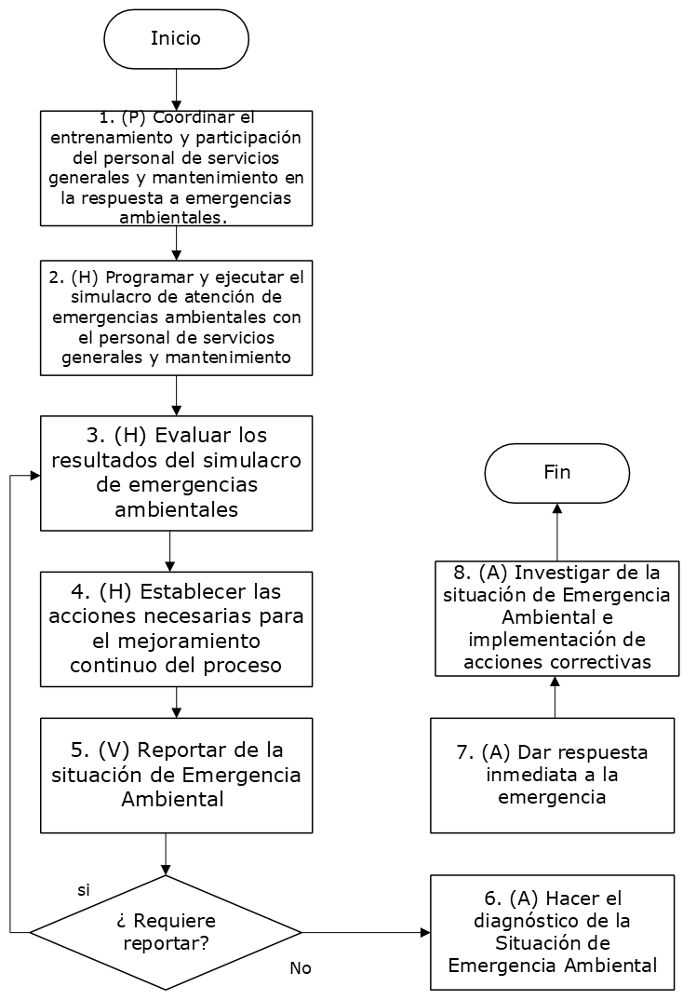 Inicio
1. (P) Coordinar el
entrenamiento y participación
del personal de servicios
generales y mantenimiento en
la respuesta a emergencias
ambientales.
2. (H) Programar y ejecutar el
simulacro de atención de
emergencias ambientales con
el personal de servicios
generales y mantenimiento
3. (H) Evaluar los
resultados del simulacro
de emergencias
ambientales
4. (H) Establecer las
acciones necesarias para
el mejoramiento
continuo del proceso
5. (V) Reportar de la
situación de Emergencia
Ambiental
si
¿ Requiere
reportar?
No
6. (A) Hacer el
diagnóstico de la
Situación de
Emergencia Ambiental
7. (A) Dar respuesta
inmediata a la
emergencia
8. (A) Investigar de la
situación de Emergencia
Ambiental e
implementación de
acciones correctivas
Fin